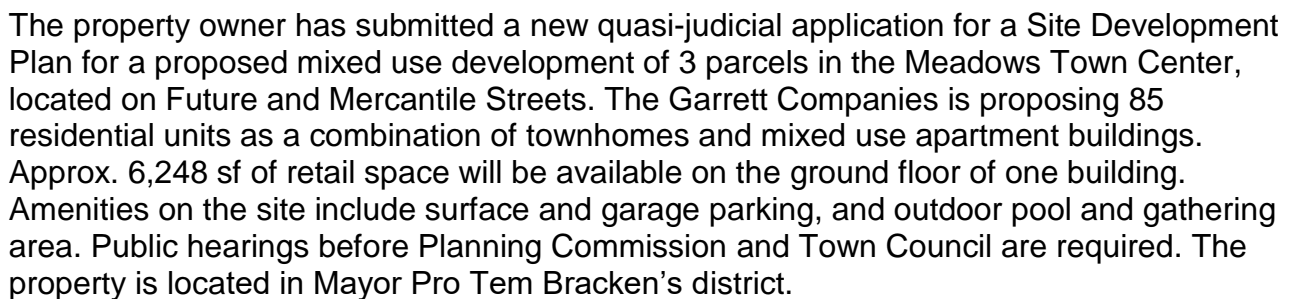 The property owner has submitted a new quasi-judicial application for a Site Development
Plan for a proposed mixed use development of 3 parcels in the Meadows Town Center,
located on Future and Mercantile Streets. The Garrett Companies is proposing 85
residential units as a combination of townhomes and mixed use apartment buildings.
Approx. 6,248 sf of retail space will be available on the ground floor of one building.
Amenities on the site include surface and garage parking, and outdoor pool and gathering
area. Public hearings before Planning Commission and Town Council are required. The
property is located in Mayor Pro Tem Bracken’s district.